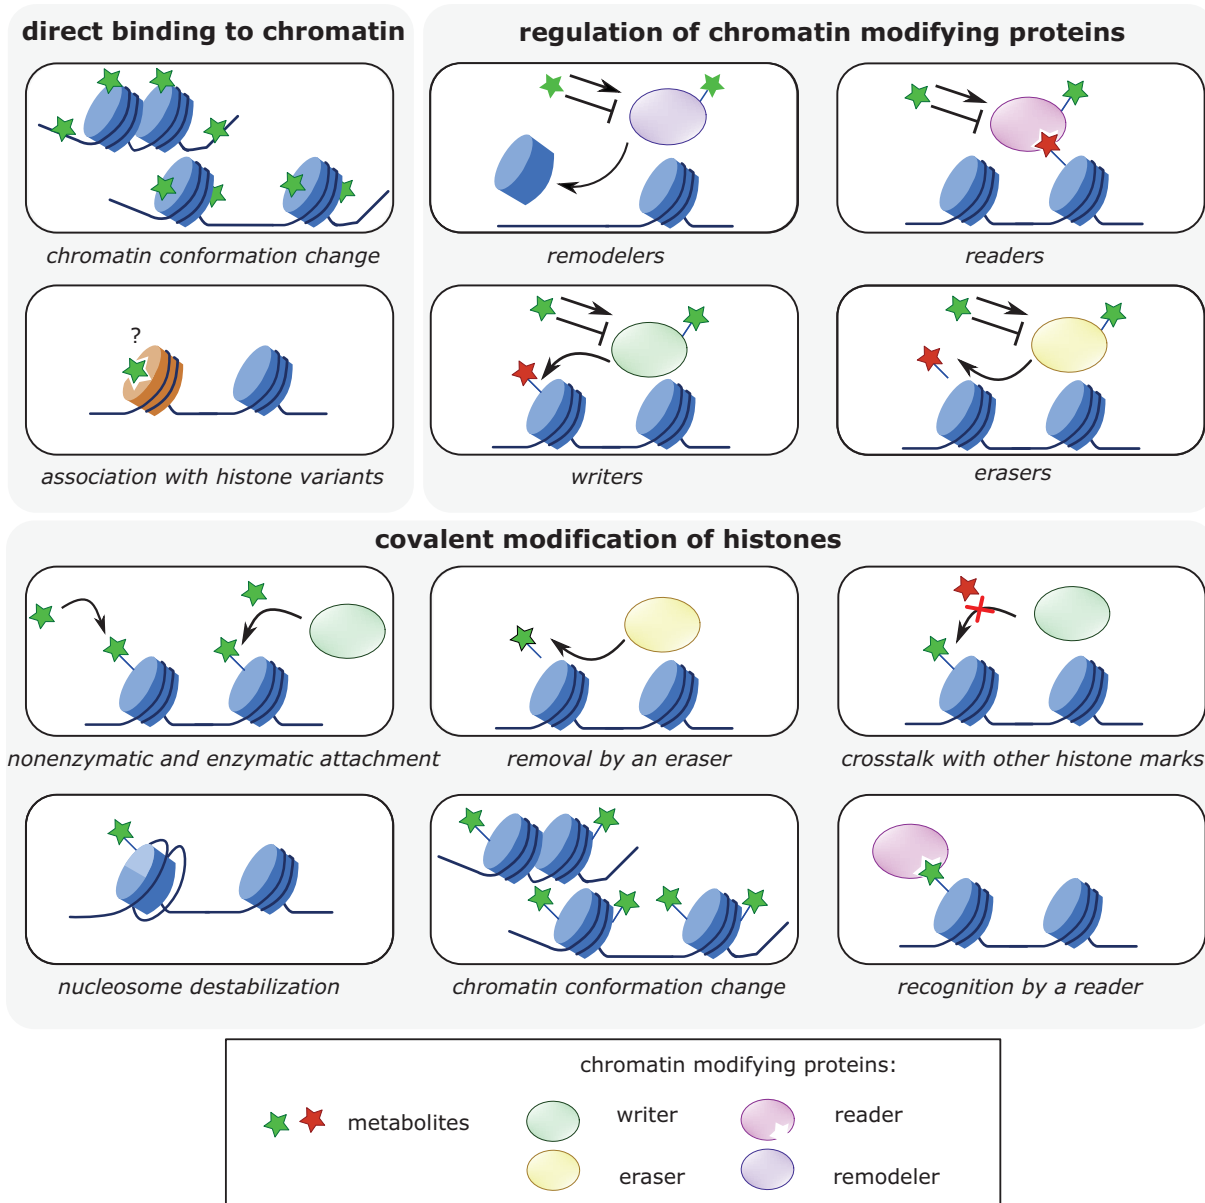 direct binding to chromatin
regulation of chromatin modifying proteins
chromatin conformation change
remodelers
readers
?
association with histone variants
writers
erasers
covalent modification of histones
nonenzymatic and enzymatic attachment
removal by an eraser
crosstalk with other histone marks
nucleosome destabilization
chromatin conformation change
recognition by a reader
chromatin modifying proteins:
metabolites
writer
reader
eraser
remodeler